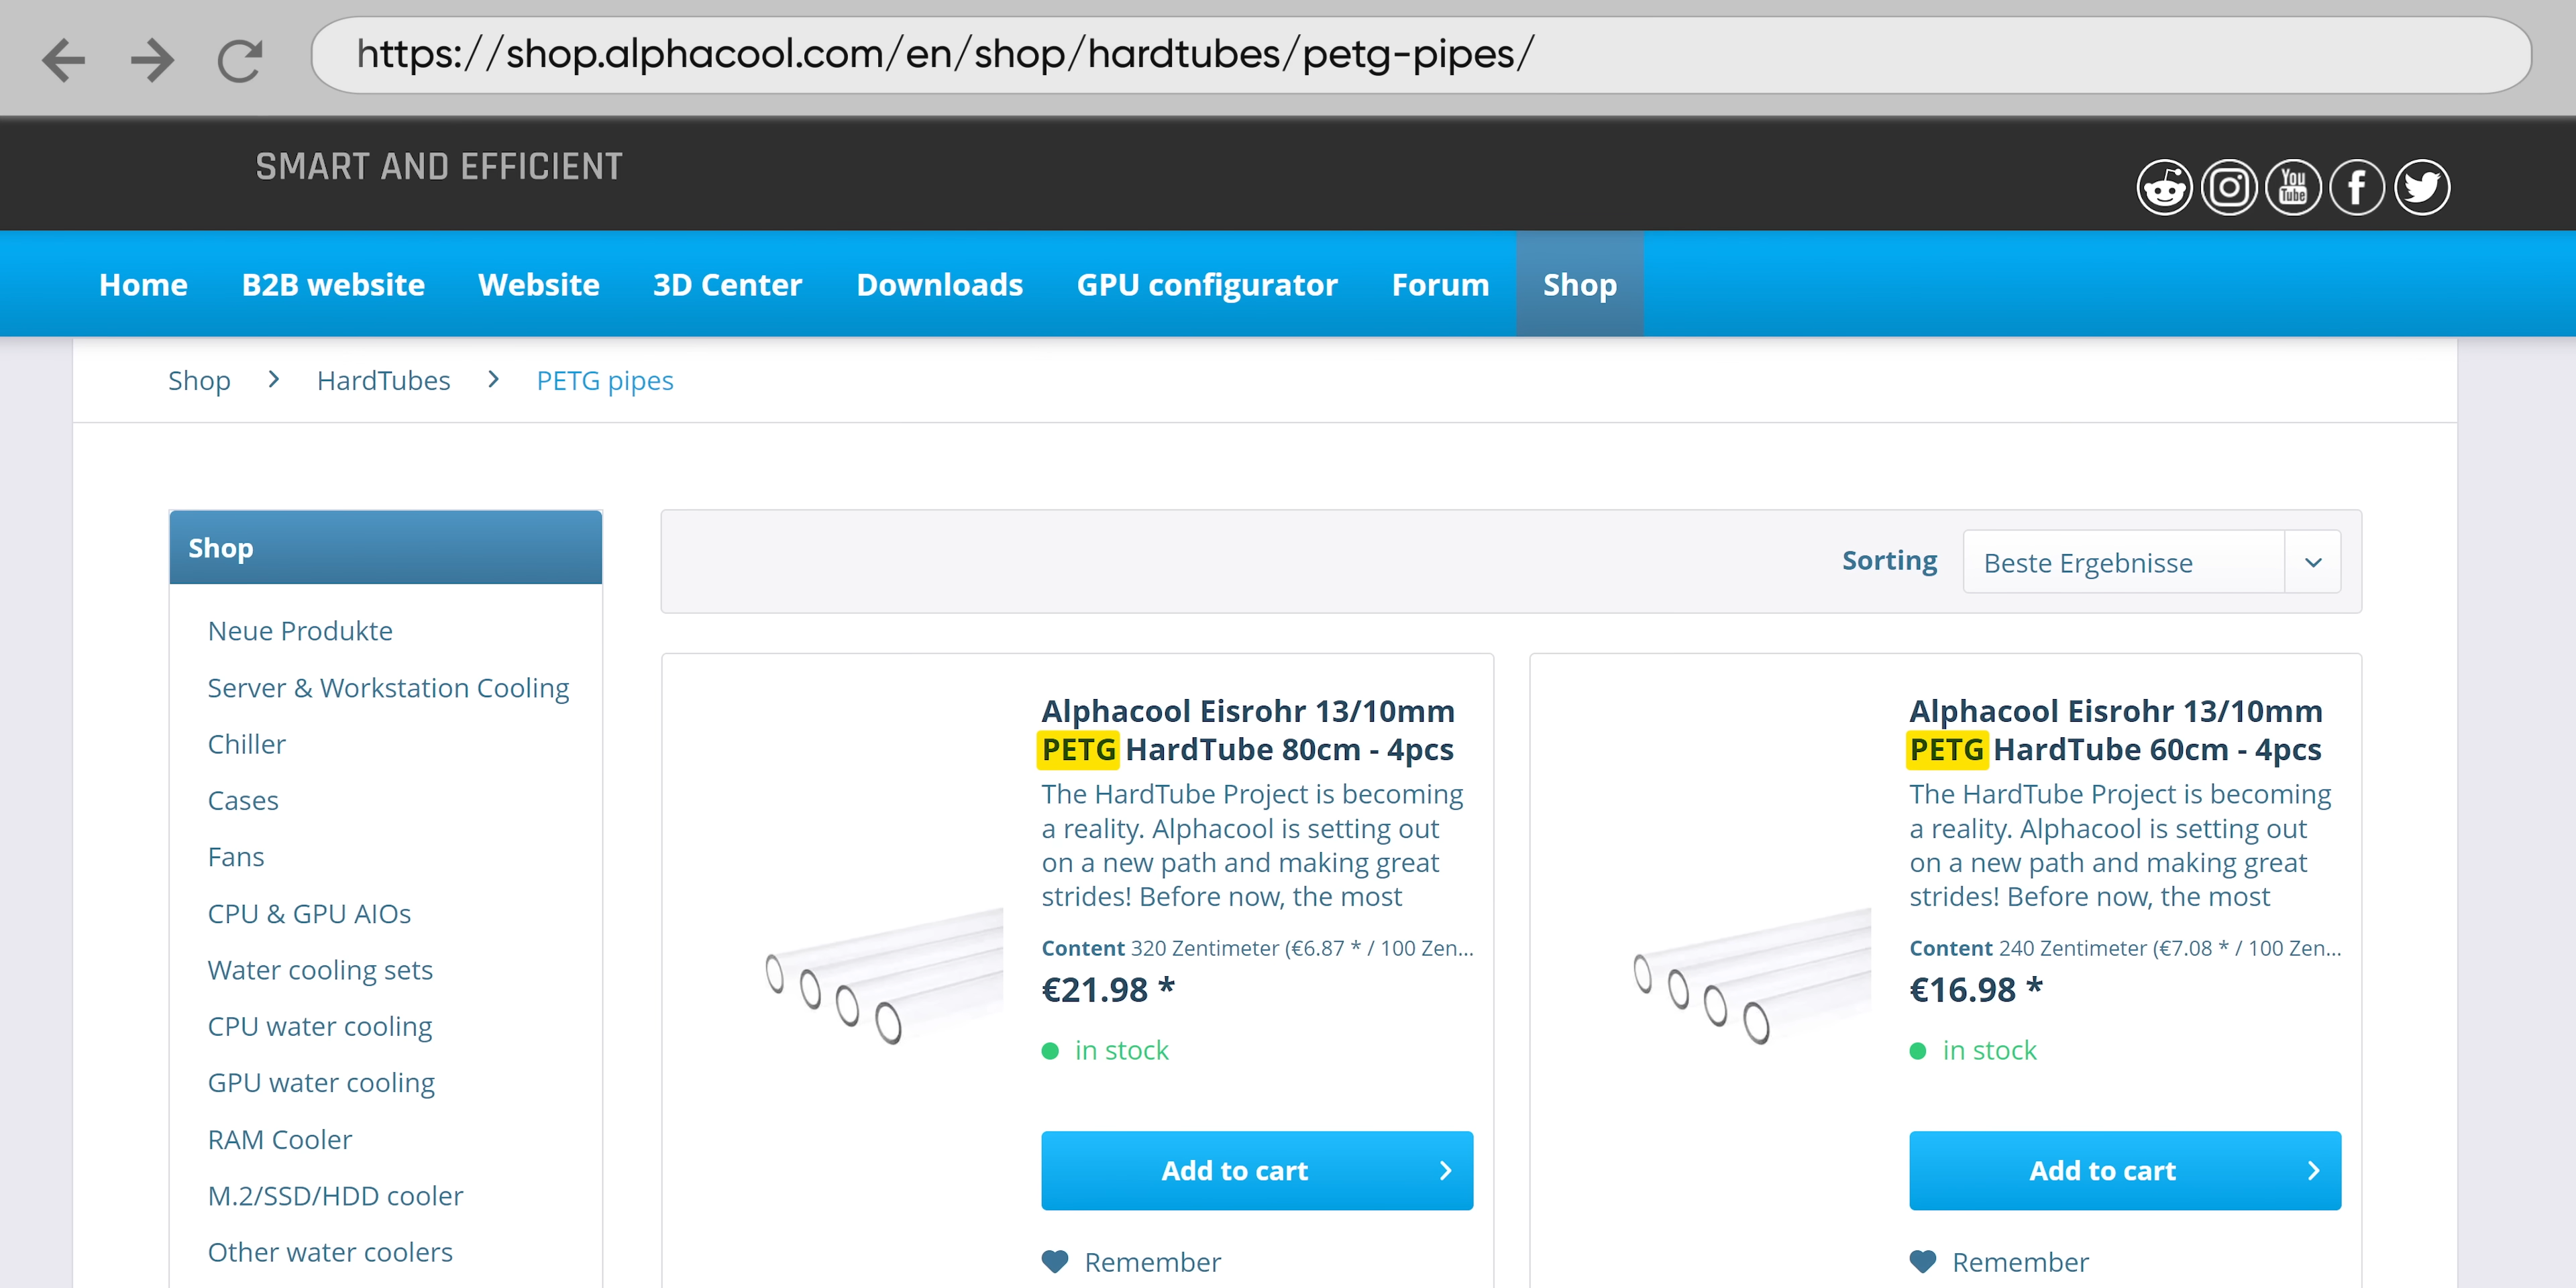 https://shop.alphacool.com/en/shop/hardtubes/petg-pipes/
SMART AND EFFICIENT
You
Tube
Home B2B website Website 3D Center Downloads GPU configurator Forum Shop
Shop > HardTubes > PETG pipes
Shop
Neue Produkte
Server & Workstation Cooling
Chiller
Cases
Fans
CPU & GPU AIOs
Water cooling sets
CPU water cooling
GPU water cooling
RAM Cooler
M.2/SSD/HDD cooler
Other water coolers
Sorting Beste Ergebnisse
Alphacool Eisrohr 13/10mm
PETG HardTube 80cm - 4pcs
The HardTube Project is becoming
a reality. Alphacool is setting out
on a new path and making great
strides! Before now, the most
Content 320 Zentimeter (€6.87 * / 100 Zen...
€21.98 *
in stock
Add to cart
Remember
Alphacool Eisrohr 13/10mm
PETG HardTube 60cm - 4pcs
The HardTube Project is becoming
a reality. Alphacool is setting out
on a new path and making great
strides! Before now, the most
Content 240 Zentimeter (€7.08 * / 100 Zen...
€16.98 *
in stock
Add to cart
Remember